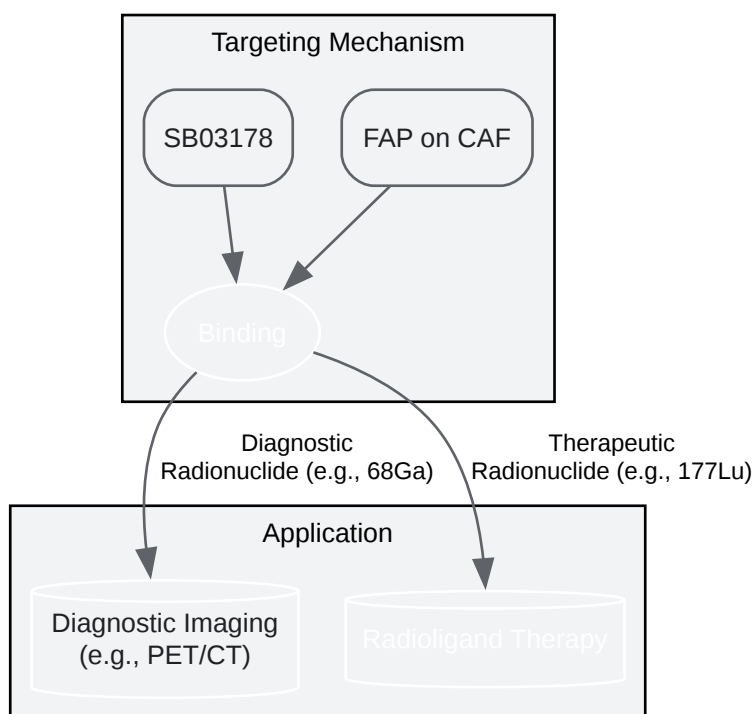 Targeting Mechanism
SB03178
FAP on CAF
Binding
Diagnostic
Radionuclide (e.g., 68Ga)
Therapeutic
Radionuclide (e.g., 177Lu)
Application
Diagnostic Imaging
(e.g., PET/CT)
Radioligand Therapy